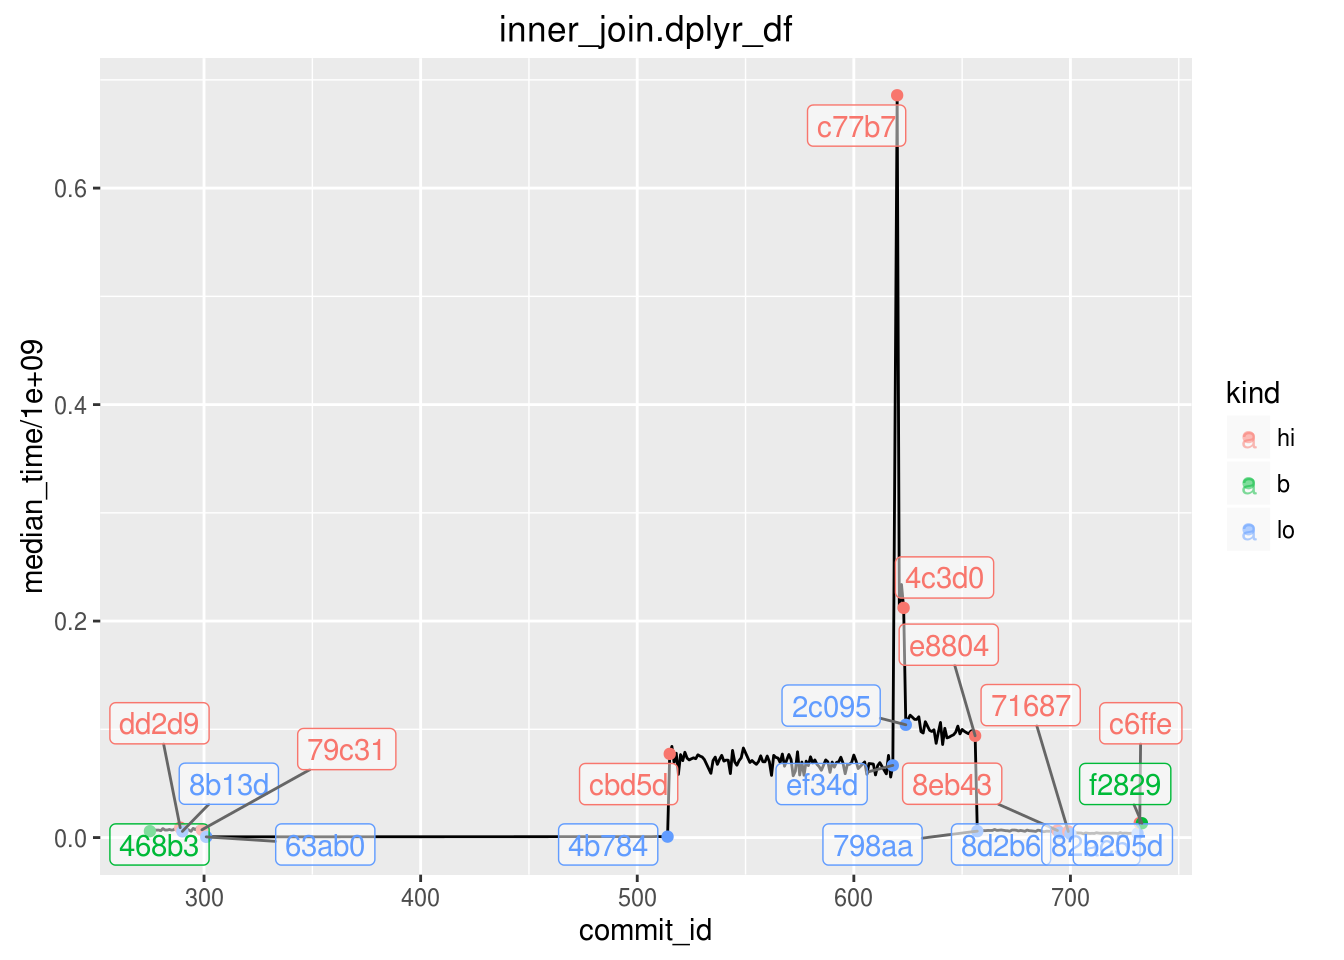 inner_join.dplyr_df
median_time/1e+09
0.6
0.4
0.2
0.0
c77b7
4c3d0
e8804
2c095
71687
c6ffe
dd2d9
79c31
8b13d
cbd5d
ef34d
8eb43
f2829
468b3
63ab0
4b784
798aa
8d2b6
b205d
300
400
500
600
700
commit_id
kind
hi
b
lo